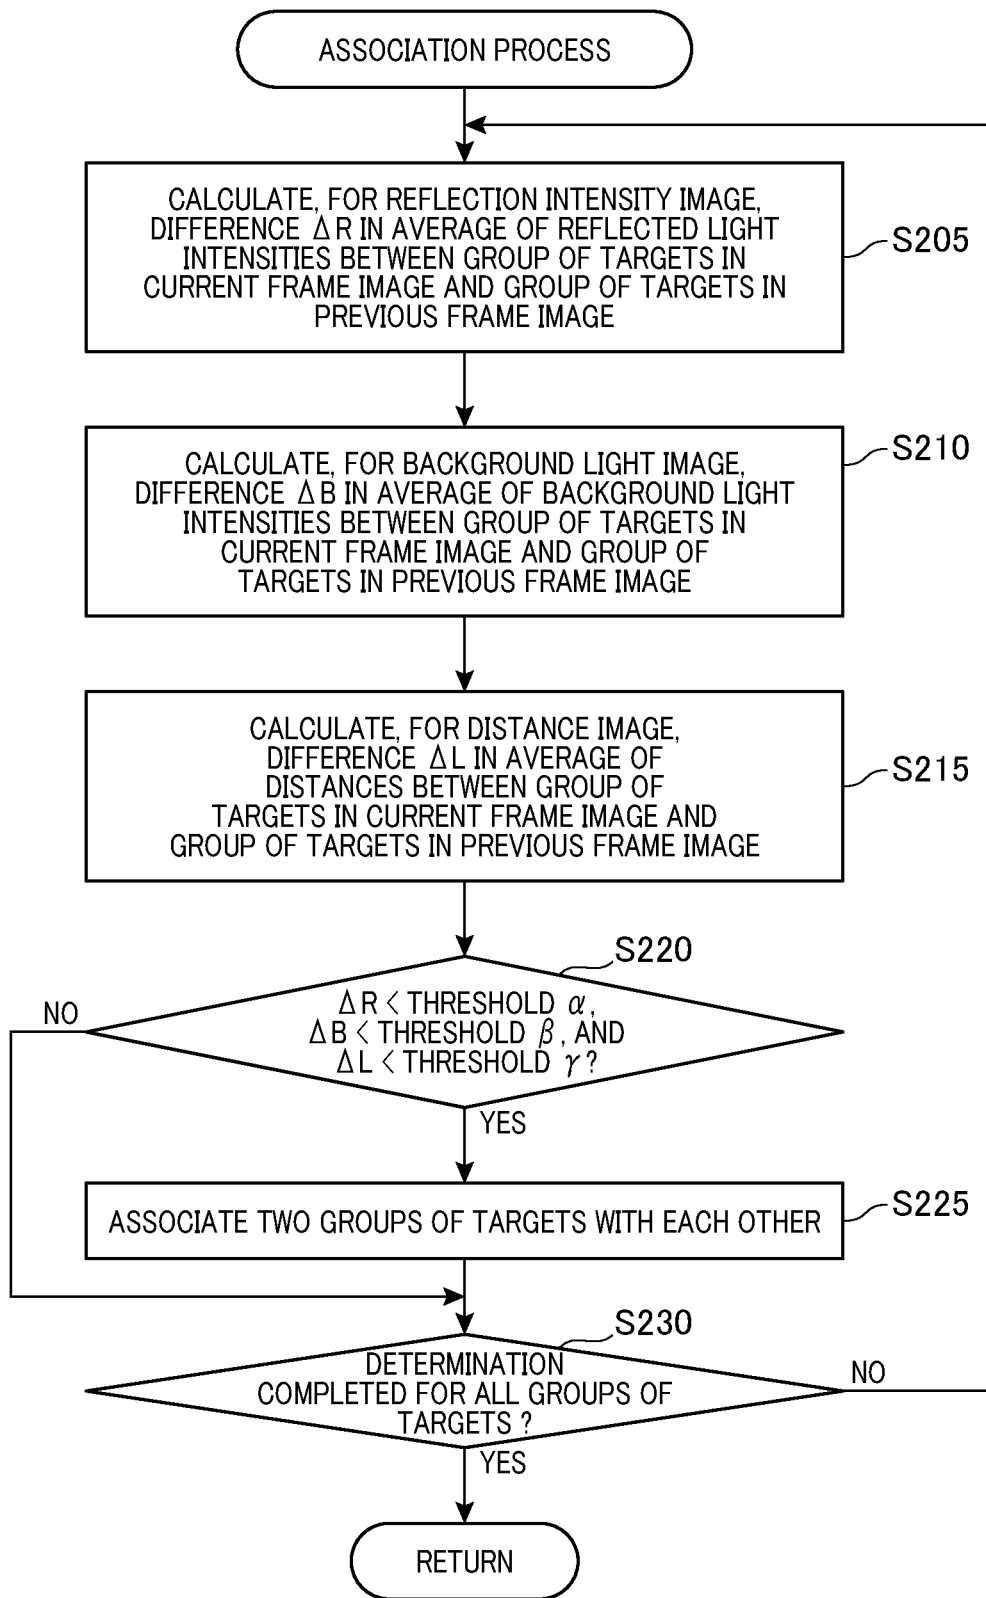 ASSOCIATION PROCESS
CALCULATE, FOR REFLECTION INTENSITY IMAGE,
DIFFERENCE ΔR IN AVERAGE OF REFLECTED LIGHT
INTENSITIES BETWEEN GROUP OF TARGETS IN
CURRENT FRAME IMAGE AND GROUP OF TARGETS IN
PREVIOUS FRAME IMAGE
S205
CALCULATE, FOR BACKGROUND LIGHT IMAGE,
DIFFERENCE ΔB IN AVERAGE OF BACKGROUND LIGHT
INTENSITIES BETWEEN GROUP OF TARGETS IN
CURRENT FRAME IMAGE AND GROUP OF
TARGETS IN PREVIOUS FRAME IMAGE
S210
CALCULATE, FOR DISTANCE IMAGE,
DIFFERENCE ΔL IN AVERAGE OF
DISTANCES BETWEEN GROUP OF
TARGETS IN CURRENT FRAME IMAGE AND
GROUP OF TARGETS IN PREVIOUS FRAME IMAGE
S215
S220
NO
ΔR < THRESHOLD α,
ΔB < THRESHOLD β, AND
ΔL < THRESHOLD γ?
YES
ASSOCIATE TWO GROUPS OF TARGETS WITH EACH OTHER
S225
S230
DETERMINATION
COMPLETED FOR ALL GROUPS OF
TARGETS ?
NO
YES
RETURN